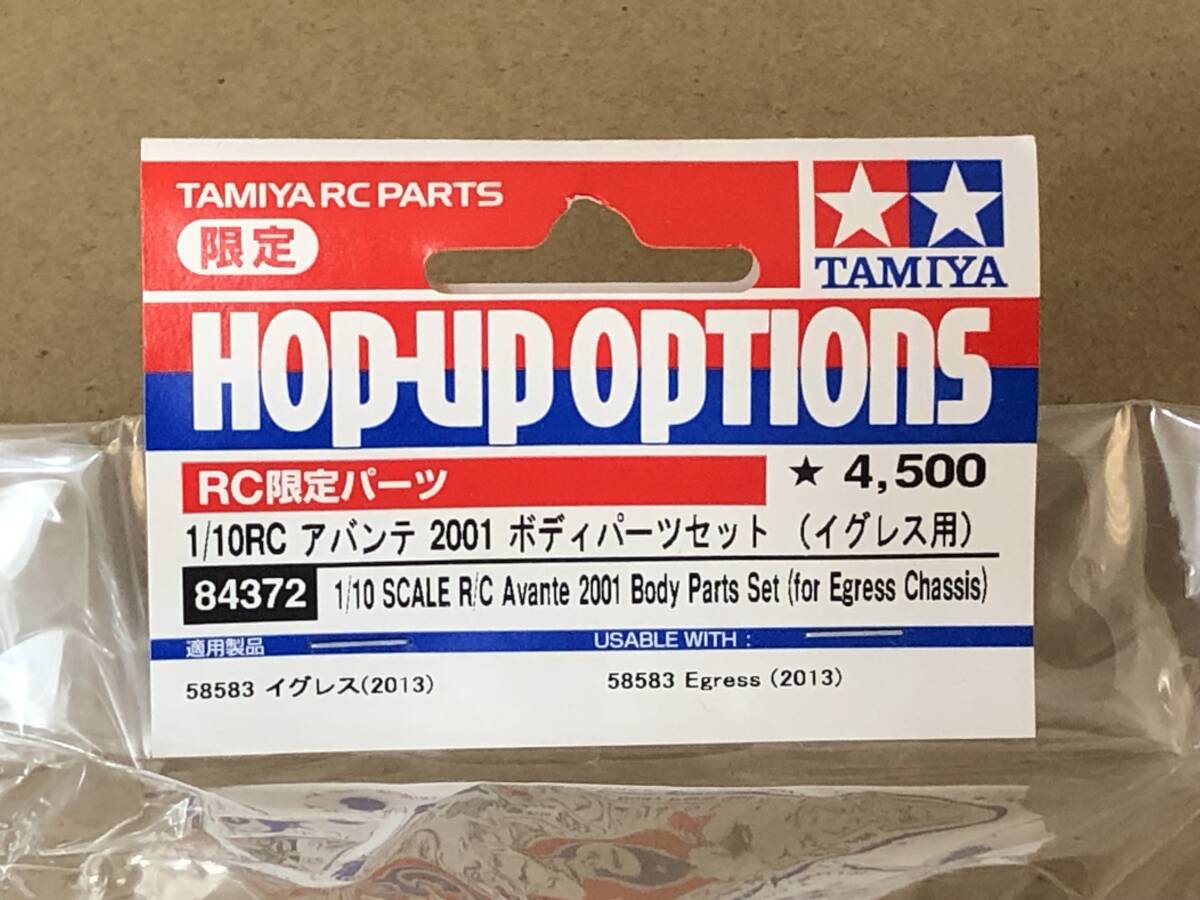 TAMIYA RC PARTS
限定
TAMIYA
HOP-UP OPTIONS
RC限定パーツ
★ 4,500
1/10RC アバンテ 2001 ボディパーツセット （イグレス用）
84372 1/10 SCALE R/C Avante 2001 Body Parts Set (for Egress Chassis)
適用製品 USABLE WITH :
58583 イグレス(2013) 58583 Egress (2013)